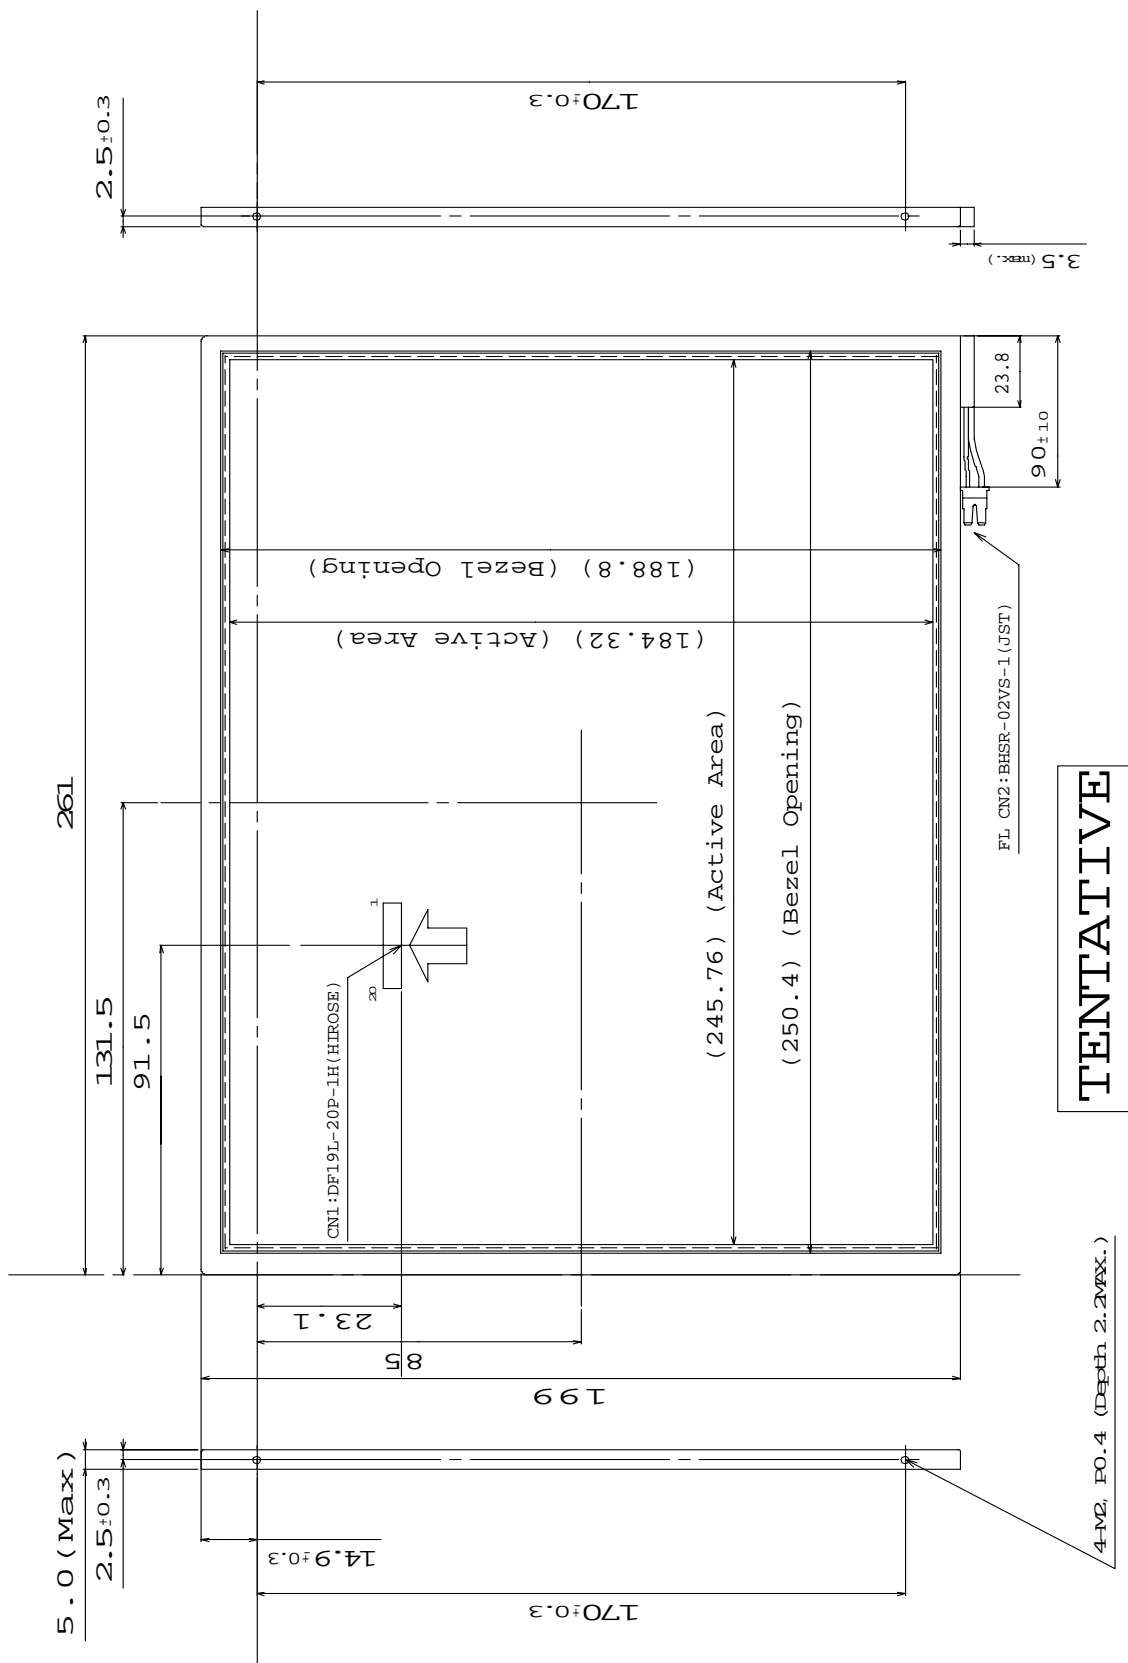 5.0 (Max)
2.5±0.3
14.9±0.3
170±0.3
199
85
23.1
261
131.5
91.5
CN1:DF19L-20P-1H(HIROSE)
20
1
(245.76) (Active Area)
(250.4) (Bezel Opening)
(184.32) (Active Area)
(188.8) (Bezel Opening)
23.8
90±10
FL CN2:BHSR-02VS-1(JST)
2.5±0.3
170±0.3
3.5(max.)
4-M2, P0.4 (Depth 2.2MAX.)
TENTATIVE